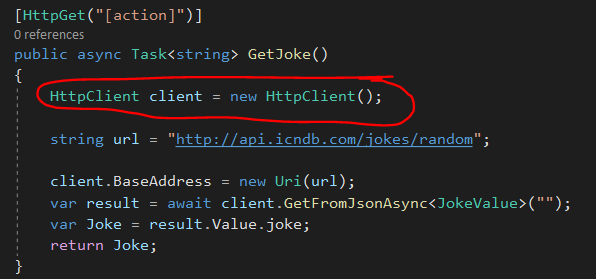 [HttpGet("[action]")]
0 references
public async Task<string> GetJoke()
{
HttpClient client = new HttpClient();
string url = "http://api.icndb.com/jokes/random";
client.BaseAddress = new Uri(url);
var result = await client.GetFromJsonAsync<JokeValue>("");
var Joke = result.Value.joke;
return Joke;
}